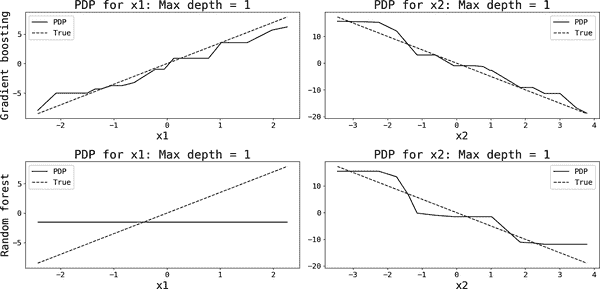 PDP for x1: Max depth = 1
PDP for x2: Max depth = 1
Gradient boosting
PDP
True
5
0
−5
−2
−1
0
1
2
x1
PDP
True
10
0
−10
−20
−3
−2
−1
0
1
2
3
4
x2
PDP for x1: Max depth = 1
PDP for x2: Max depth = 1
Random forest
PDP
True
5
0
−5
−2
−1
0
1
2
x1
PDP
True
10
0
−10
−20
−3
−2
−1
0
1
2
3
4
x2